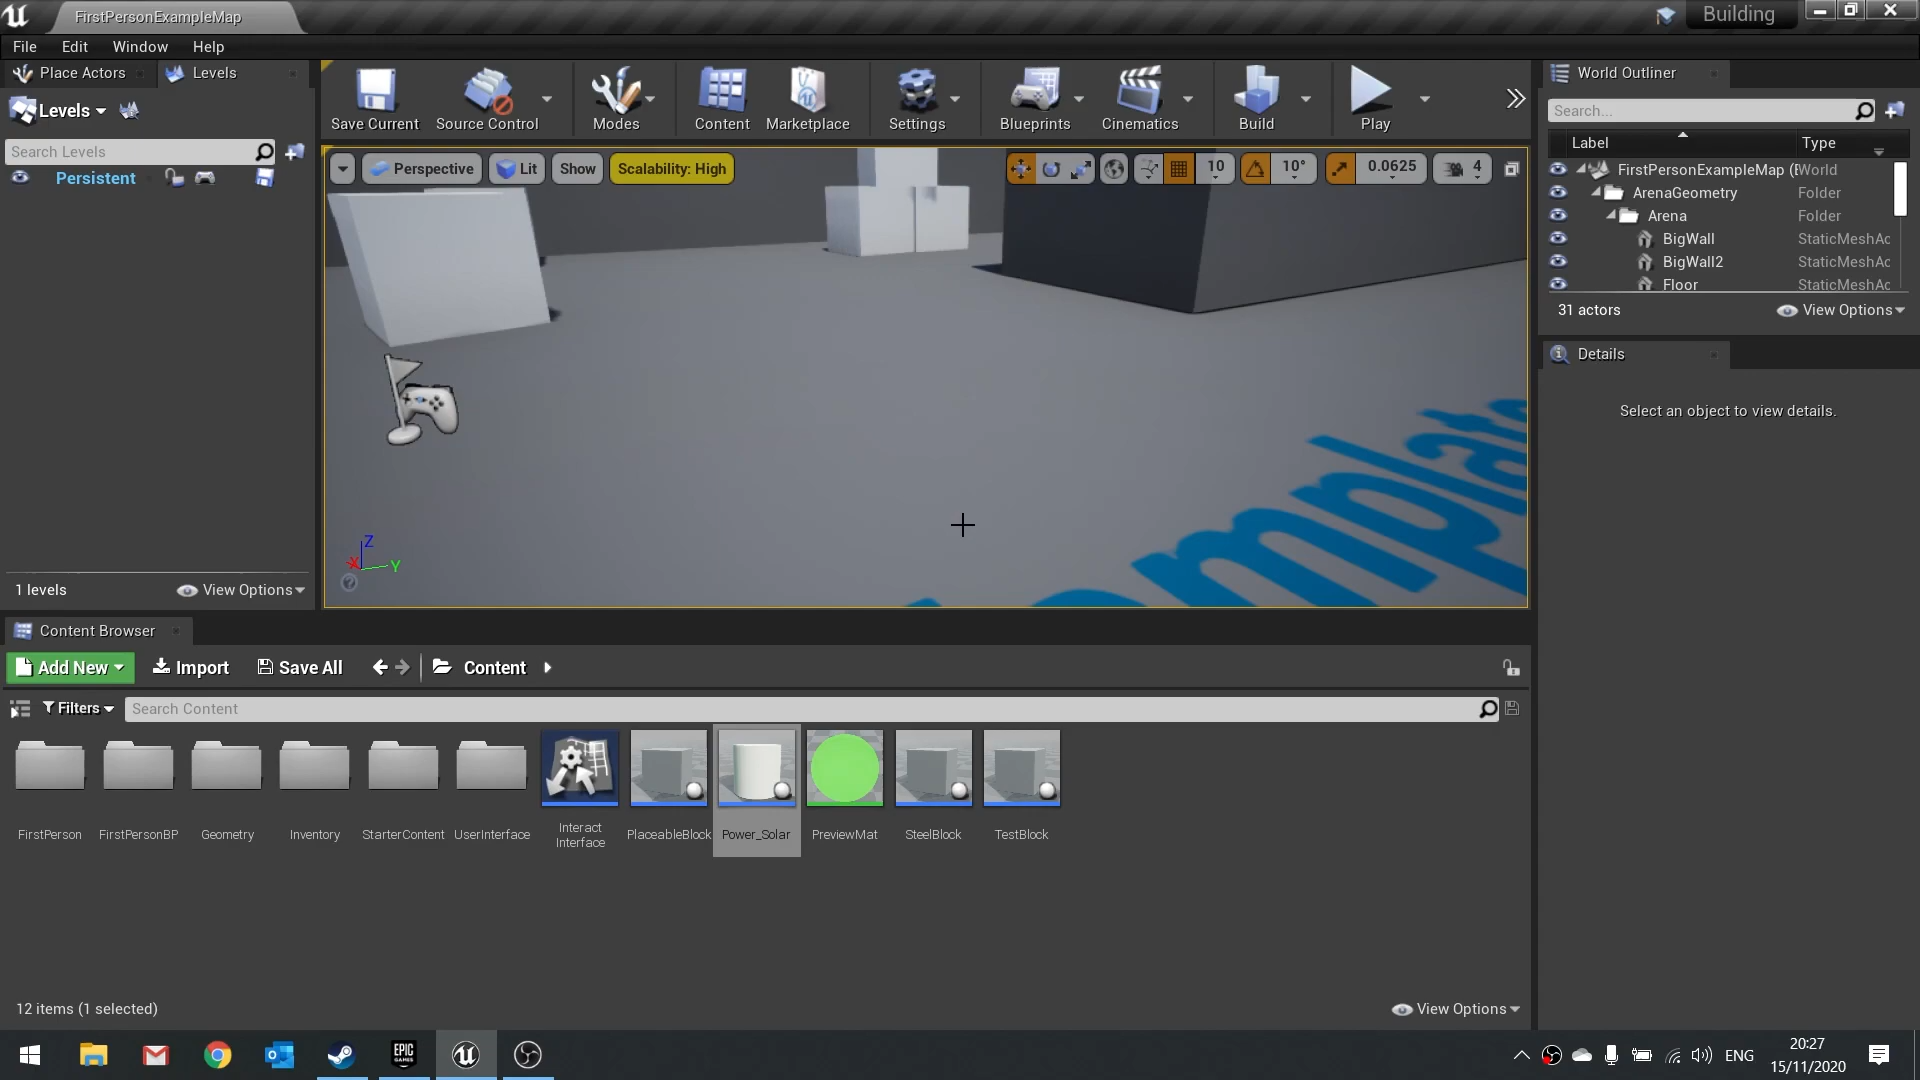 FirstPersonExampleMap
Building
File Edit Window Help
Place Actors
Levels
Levels
Search Levels
Persistent
1 levels
View Options
Save Current
Source Control
Modes
Content
Marketplace
Settings
Blueprints
Cinematics
Build
Play
Perspective
Lit
Show
Scalability: High
10
10°
0.0625
4
mplate
Z
X
Y
World Outliner
Search...
Label
Type
FirstPersonExampleMap (
World
ArenaGeometry
Folder
Arena
Folder
BigWall
StaticMeshAc
BigWall2
StaticMeshAc
Floor
StaticMeshAc
31 actors
View Options
Details
Select an object to view details.
Content Browser
Add New
Import
Save All
Content
Filters
Search Content
FirstPerson
FirstPersonBP
Geometry
Inventory
StarterContent
UserInterface
Interact
Interface
PlaceableBlock
Power_Solar
PreviewMat
SteelBlock
TestBlock
12 items (1 selected)
View Options
EPIC
GAMES
ENG
20:27
15/11/2020